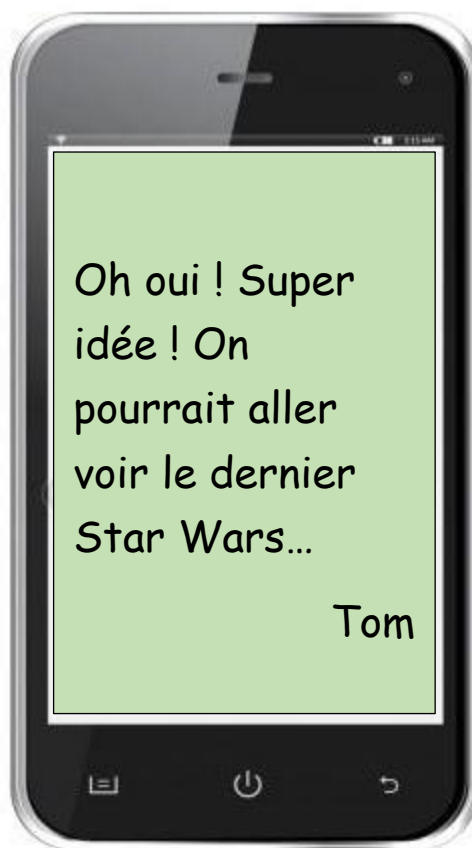 Oh oui ! Super
idée ! On
pourrait aller
voir le dernier
Star Wars…
Tom